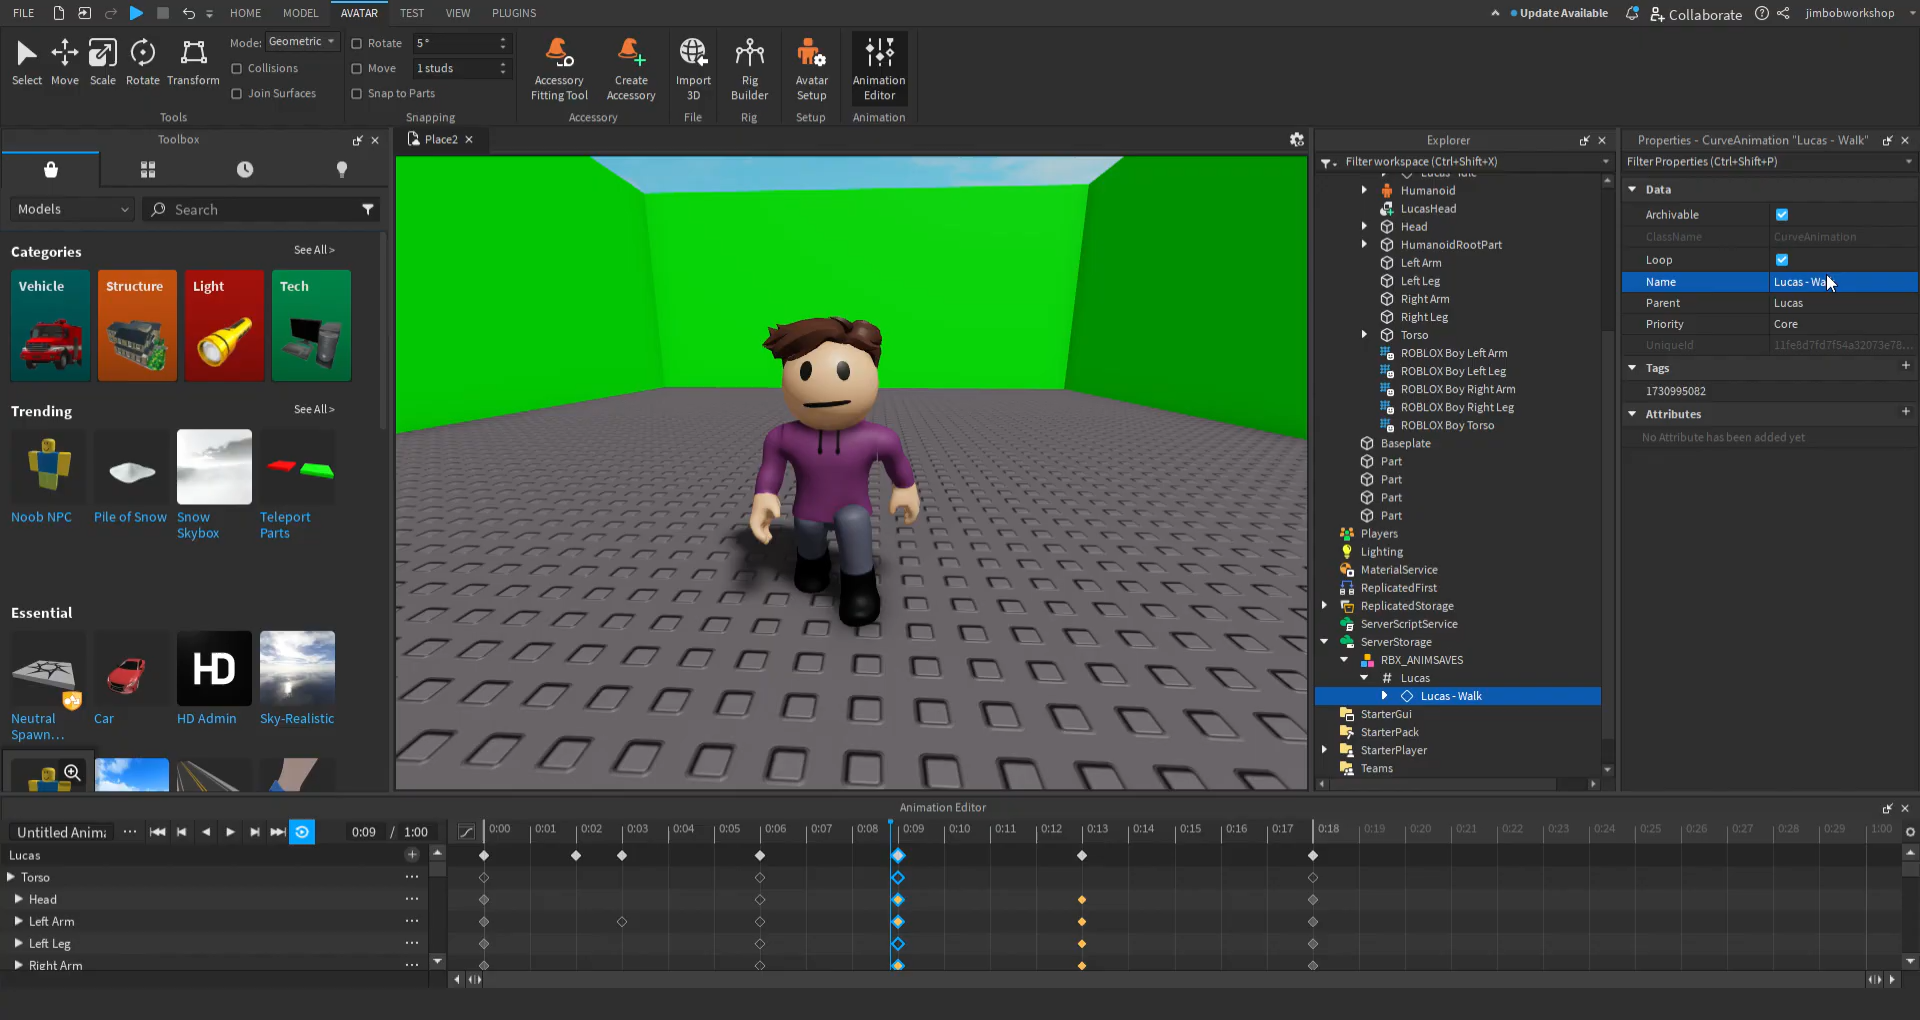 FILE HOME MODEL AVATAR TEST VIEW PLUGINS Update Available Collaborate jimbobworkshop
Select Move Scale Rotate Transform
Mode: Geometric
Collisions
Join Surfaces
Tools
Rotate 5°
Move 1 studs
Snap to Parts
Snapping
Accessory
Fitting Tool
Create
Accessory
Accessory
Import
3D
File
Rig
Builder
Rig
Avatar
Setup
Setup
Animation
Editor
Animation
Toolbox
Models Search
Categories See All >
Vehicle Structure Light Tech
Trending See All >
Noob NPC Pile of Snow Snow
Skybox Teleport
Parts
Essential
HD
Neutral
Spawn... Car HD Admin Sky-Realistic
Place2
Explorer
Filter workspace (Ctrl+Shift+X)
Humanoid
LucasHead
Head
HumanoidRootPart
Left Arm
Left Leg
Right Arm
Right Leg
Torso
ROBLOX Boy Left Arm
ROBLOX Boy Left Leg
ROBLOX Boy Right Arm
ROBLOX Boy Right Leg
ROBLOX Boy Torso
Baseplate
Part
Part
Part
Part
Players
Lighting
MaterialService
ReplicatedFirst
ReplicatedStorage
ServerScriptService
ServerStorage
RBX_ANIMSAVES
# Lucas
Lucas - Walk
StarterGui
StarterPack
StarterPlayer
Teams
Properties - CurveAnimation "Lucas - Walk"
Filter Properties (Ctrl+Shift+P)
Data
Archivable
ClassName CurveAnimation
Loop
Name Lucas - Walk
Parent Lucas
Priority Core
UniqueId 11fe8d7fd7f54a32073e78...
Tags
1730995082
Attributes
No Attribute has been added yet
Animation Editor
Untitled Anima ... 0:09 / 1:00 0:00 0:01 0:02 0:03 0:04 0:05 0:06 0:07 0:08 0:09 0:10 0:11 0:12 0:13 0:14 0:15 0:16 0:17 0:18 0:19 0:20 0:21 0:22 0:23 0:24 0:25 0:26 0:27 0:28 0:29 1:00
Lucas
Torso
Head
Left Arm
Left Leg
Right Arm